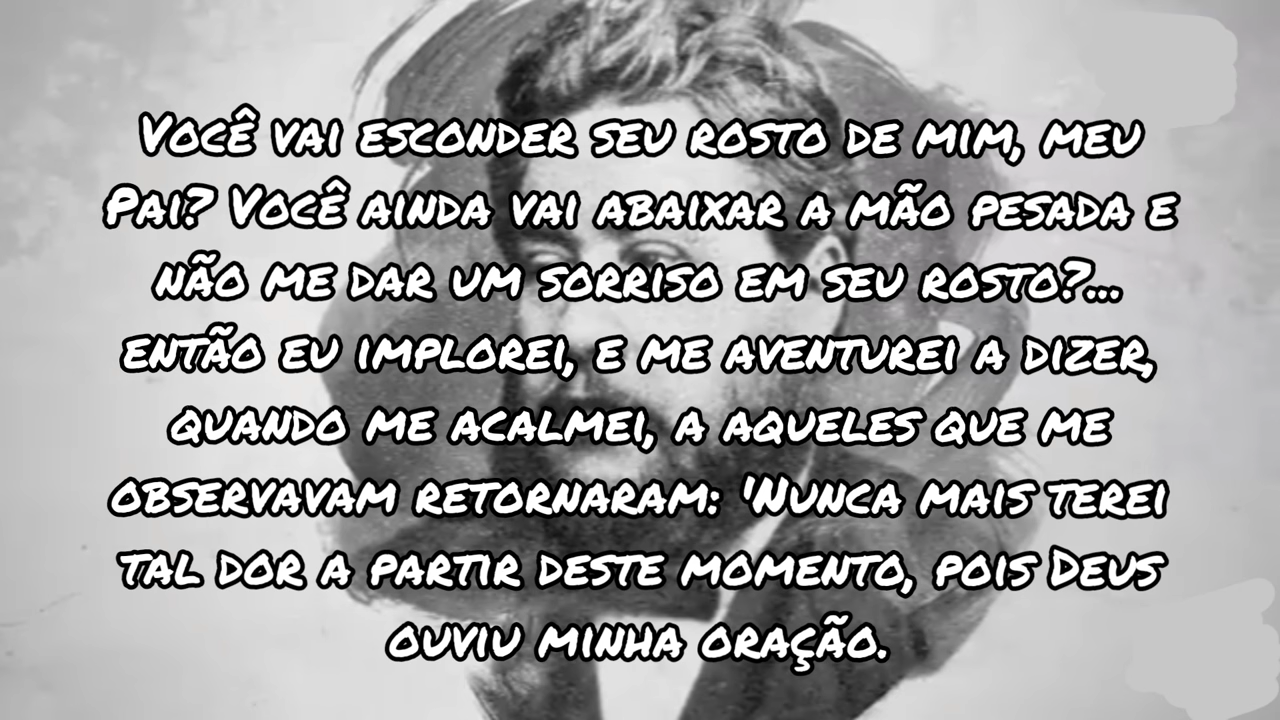 Você vai esconder seu rosto de mim, meu
Pai? Você ainda vai abaixar a mão pesada e
não me dar um sorriso em seu rosto?...
então eu implorei, e me aventurei a dizer,
quando me acalmei, a aqueles que me
observavam retornaram: 'Nunca mais terei
tal dor a partir deste momento, pois Deus
ouviu minha oração.